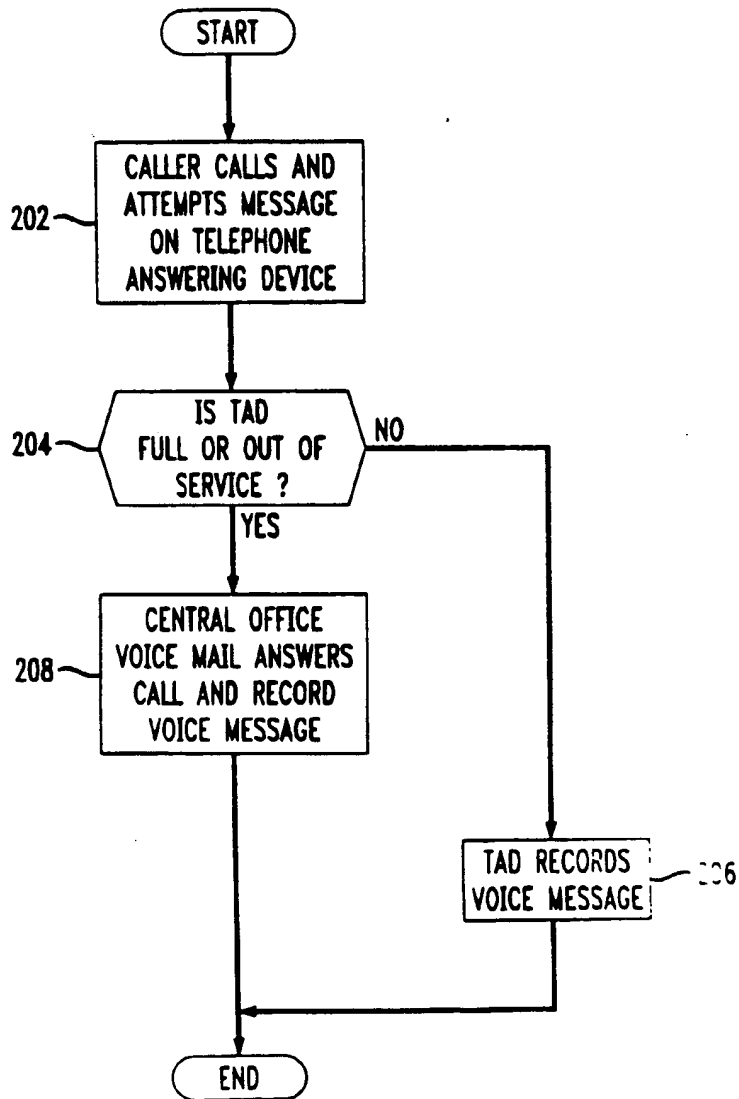 START
CALLER CALLS AND
ATTEMPTS MESSAGE
ON TELEPHONE
ANSWERING DEVICE
202
IS TAD
FULL OR OUT OF
SERVICE ?
204
NO
YES
CENTRAL OFFICE
VOICE MAIL ANSWERS
CALL AND RECORD
VOICE MESSAGE
208
TAD RECORDS
VOICE MESSAGE
END